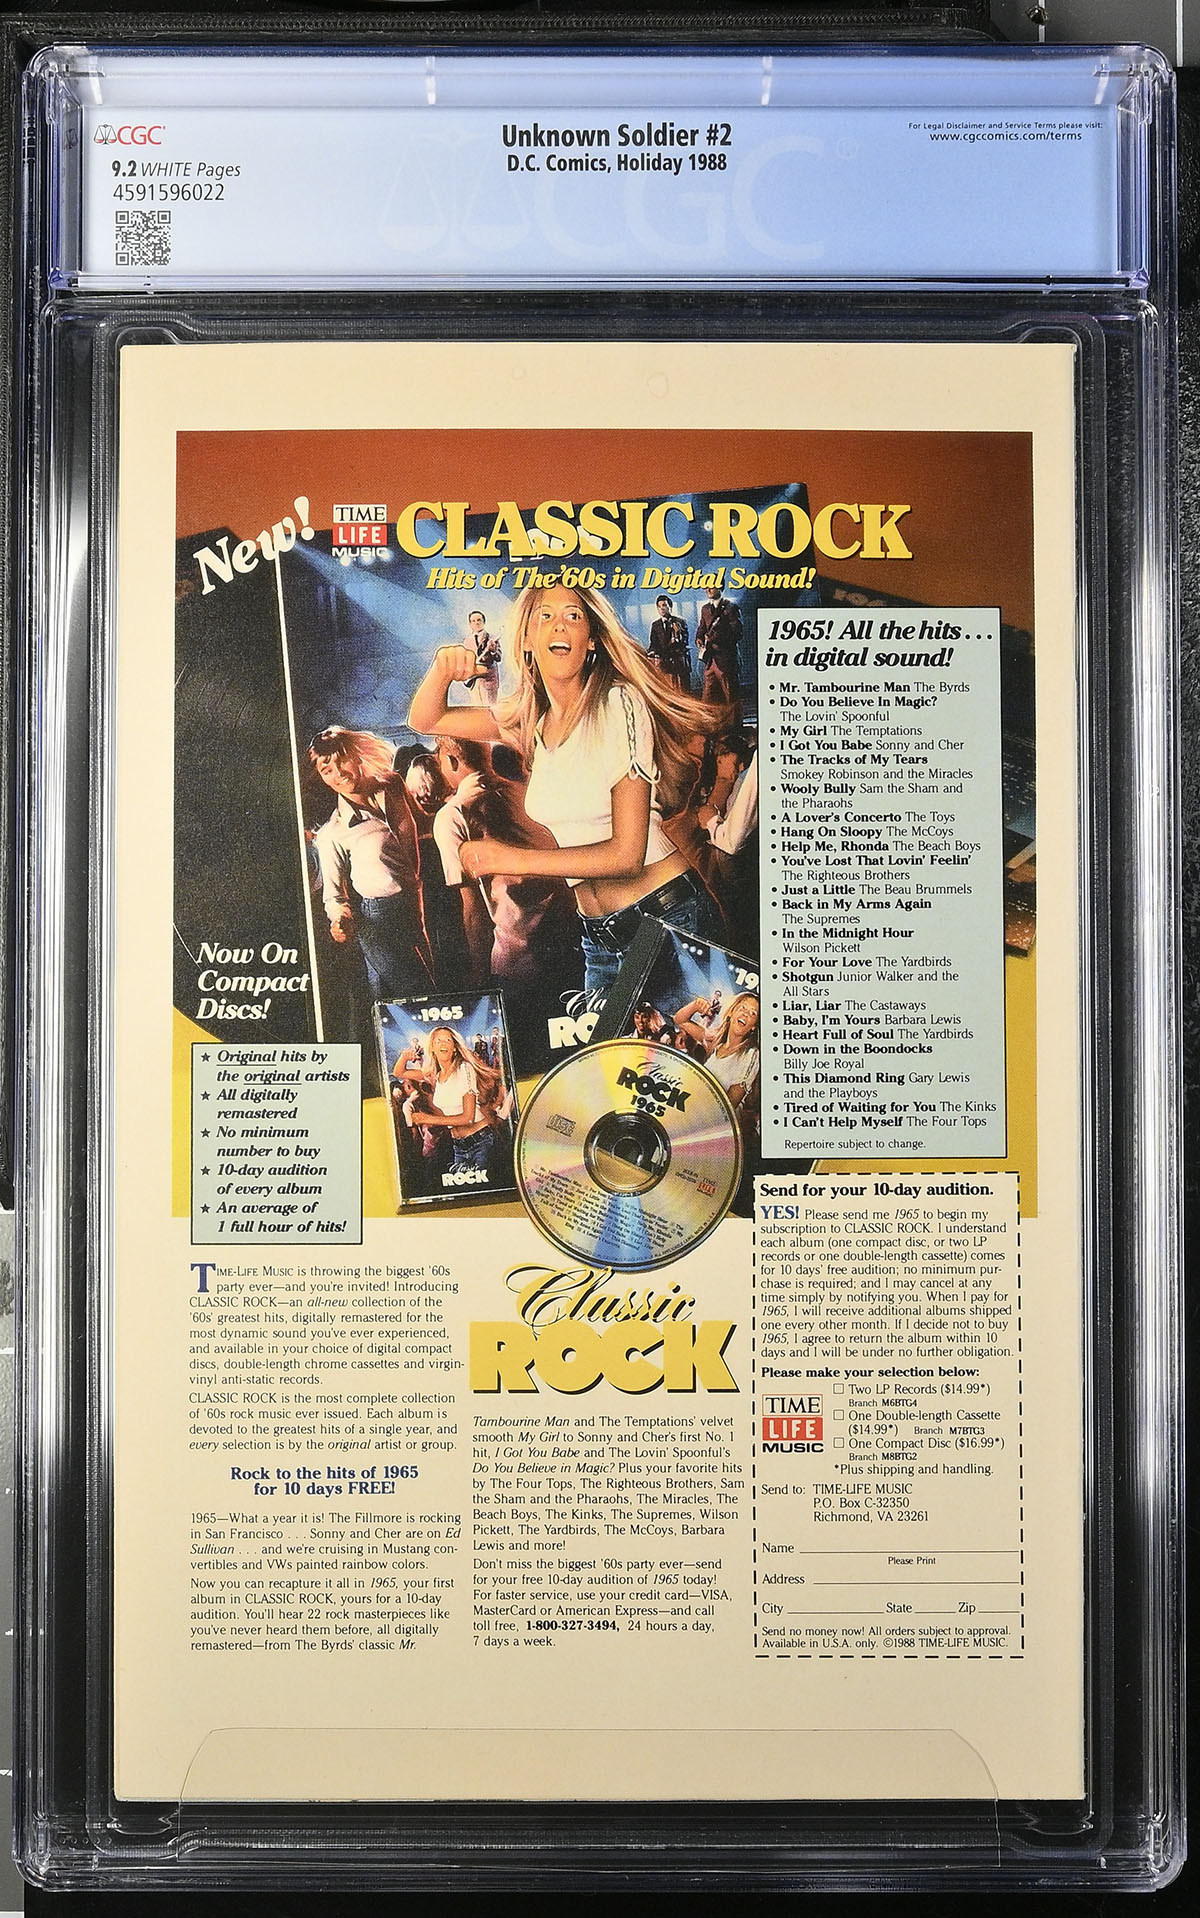 CGC
9.2 WHITE Pages
4591596022
Unknown Soldier #2
D.C. Comics, Holiday 1988
For Legal Disclaimer and Service Terms please visit:
www.cgccomics.com/terms
CGC
New!
TIME
LIFE
MUSIC
CLASSIC ROCK
Hits of The '60s in Digital Sound!
1965! All the hits...
in digital sound!
• Mr. Tambourine Man The Byrds
• Do You Believe In Magic?
The Lovin' Spoonful
• My Girl The Temptations
• I Got You Babe Sonny and Cher
• The Tracks of My Tears
Smokey Robinson and the Miracles
• Wooly Bully Sam the Sham and
the Pharaohs
• A Lover's Concerto The Toys
• Hang On Sloopy The McCoys
• Help Me, Rhonda The Beach Boys
• You've Lost That Lovin' Feelin'
The Righteous Brothers
• Just a Little The Beau Brummels
• Back in My Arms Again
The Supremes
• In the Midnight Hour
Wilson Pickett
• For Your Love The Yardbirds
• Shotgun Junior Walker and the
All Stars
• Liar, Liar The Castaways
• Baby, I'm Yours Barbara Lewis
• Heart Full of Soul The Yardbirds
• Down in the Boondocks
Billy Joe Royal
• This Diamond Ring Gary Lewis
and the Playboys
• Tired of Waiting for You The Kinks
• I Can't Help Myself The Four Tops
Repertoire subject to change.
Now On
Compact
Discs!
★ Original hits by
the original artists
★ All digitally
remastered
★ No minimum
number to buy
★ 10-day audition
of every album
★ An average of
1 full hour of hits!
1965
Classic
ROCK
Classic
ROCK
1965
Classic
ROCK
TIME-LIFE MUSIC is throwing the biggest '60s
party ever—and you're invited! Introducing
CLASSIC ROCK—an all-new collection of the
'60s' greatest hits, digitally remastered for the
most dynamic sound you've ever experienced,
and available in your choice of digital compact
discs, double-length chrome cassettes and virgin-
vinyl anti-static records.
CLASSIC ROCK is the most complete collection
of '60s rock music ever issued. Each album is
devoted to the greatest hits of a single year, and
every selection is by the original artist or group.
Rock to the hits of 1965
for 10 days FREE!
1965—What a year it is! The Fillmore is rocking
in San Francisco . . . Sonny and Cher are on Ed
Sullivan . . . and we're cruising in Mustang con-
vertibles and VWs painted rainbow colors.
Now you can recapture it all in 1965, your first
album in CLASSIC ROCK, yours for a 10-day
audition. You'll hear 22 rock masterpieces like
you've never heard them before, all digitally
remastered—from The Byrds' classic Mr.
Tambourine Man and The Temptations' velvet
smooth My Girl to Sonny and Cher's first No. 1
hit, I Got You Babe and The Lovin' Spoonful's
Do You Believe in Magic? Plus your favorite hits
by The Four Tops, The Righteous Brothers, Sam
the Sham and the Pharaohs, The Miracles, The
Beach Boys, The Kinks, The Supremes, Wilson
Pickett, The Yardbirds, The McCoys, Barbara
Lewis and more!
Don't miss the biggest '60s party ever—send
for your free 10-day audition of 1965 today!
For faster service, use your credit card—VISA,
MasterCard or American Express—and call
toll free, 1-800-327-3494, 24 hours a day,
7 days a week.
Send for your 10-day audition.
YES! Please send me 1965 to begin my
subscription to CLASSIC ROCK. I understand
each album (one compact disc, or two LP
records or one double-length cassette) comes
for 10 days' free audition; no minimum pur-
chase is required; and I may cancel at any
time simply by notifying you. When I pay for
1965, I will receive additional albums shipped
one every other month. If I decide not to buy
1965, I agree to return the album within 10
days and I will be under no further obligation.
Please make your selection below:
TIME
LIFE
MUSIC
☐ Two LP Records ($14.99*)
Branch M6BTG4
☐ One Double-length Cassette
($14.99*) Branch M7BTG3
☐ One Compact Disc ($16.99*)
Branch M8BTG2
*Plus shipping and handling.
Send to: TIME-LIFE MUSIC
P.O. Box C-32350
Richmond, VA 23261
Name
Please Print
Address
City State Zip
Send no money now! All orders subject to approval.
Available in U.S.A. only. ©1988 TIME-LIFE MUSIC.